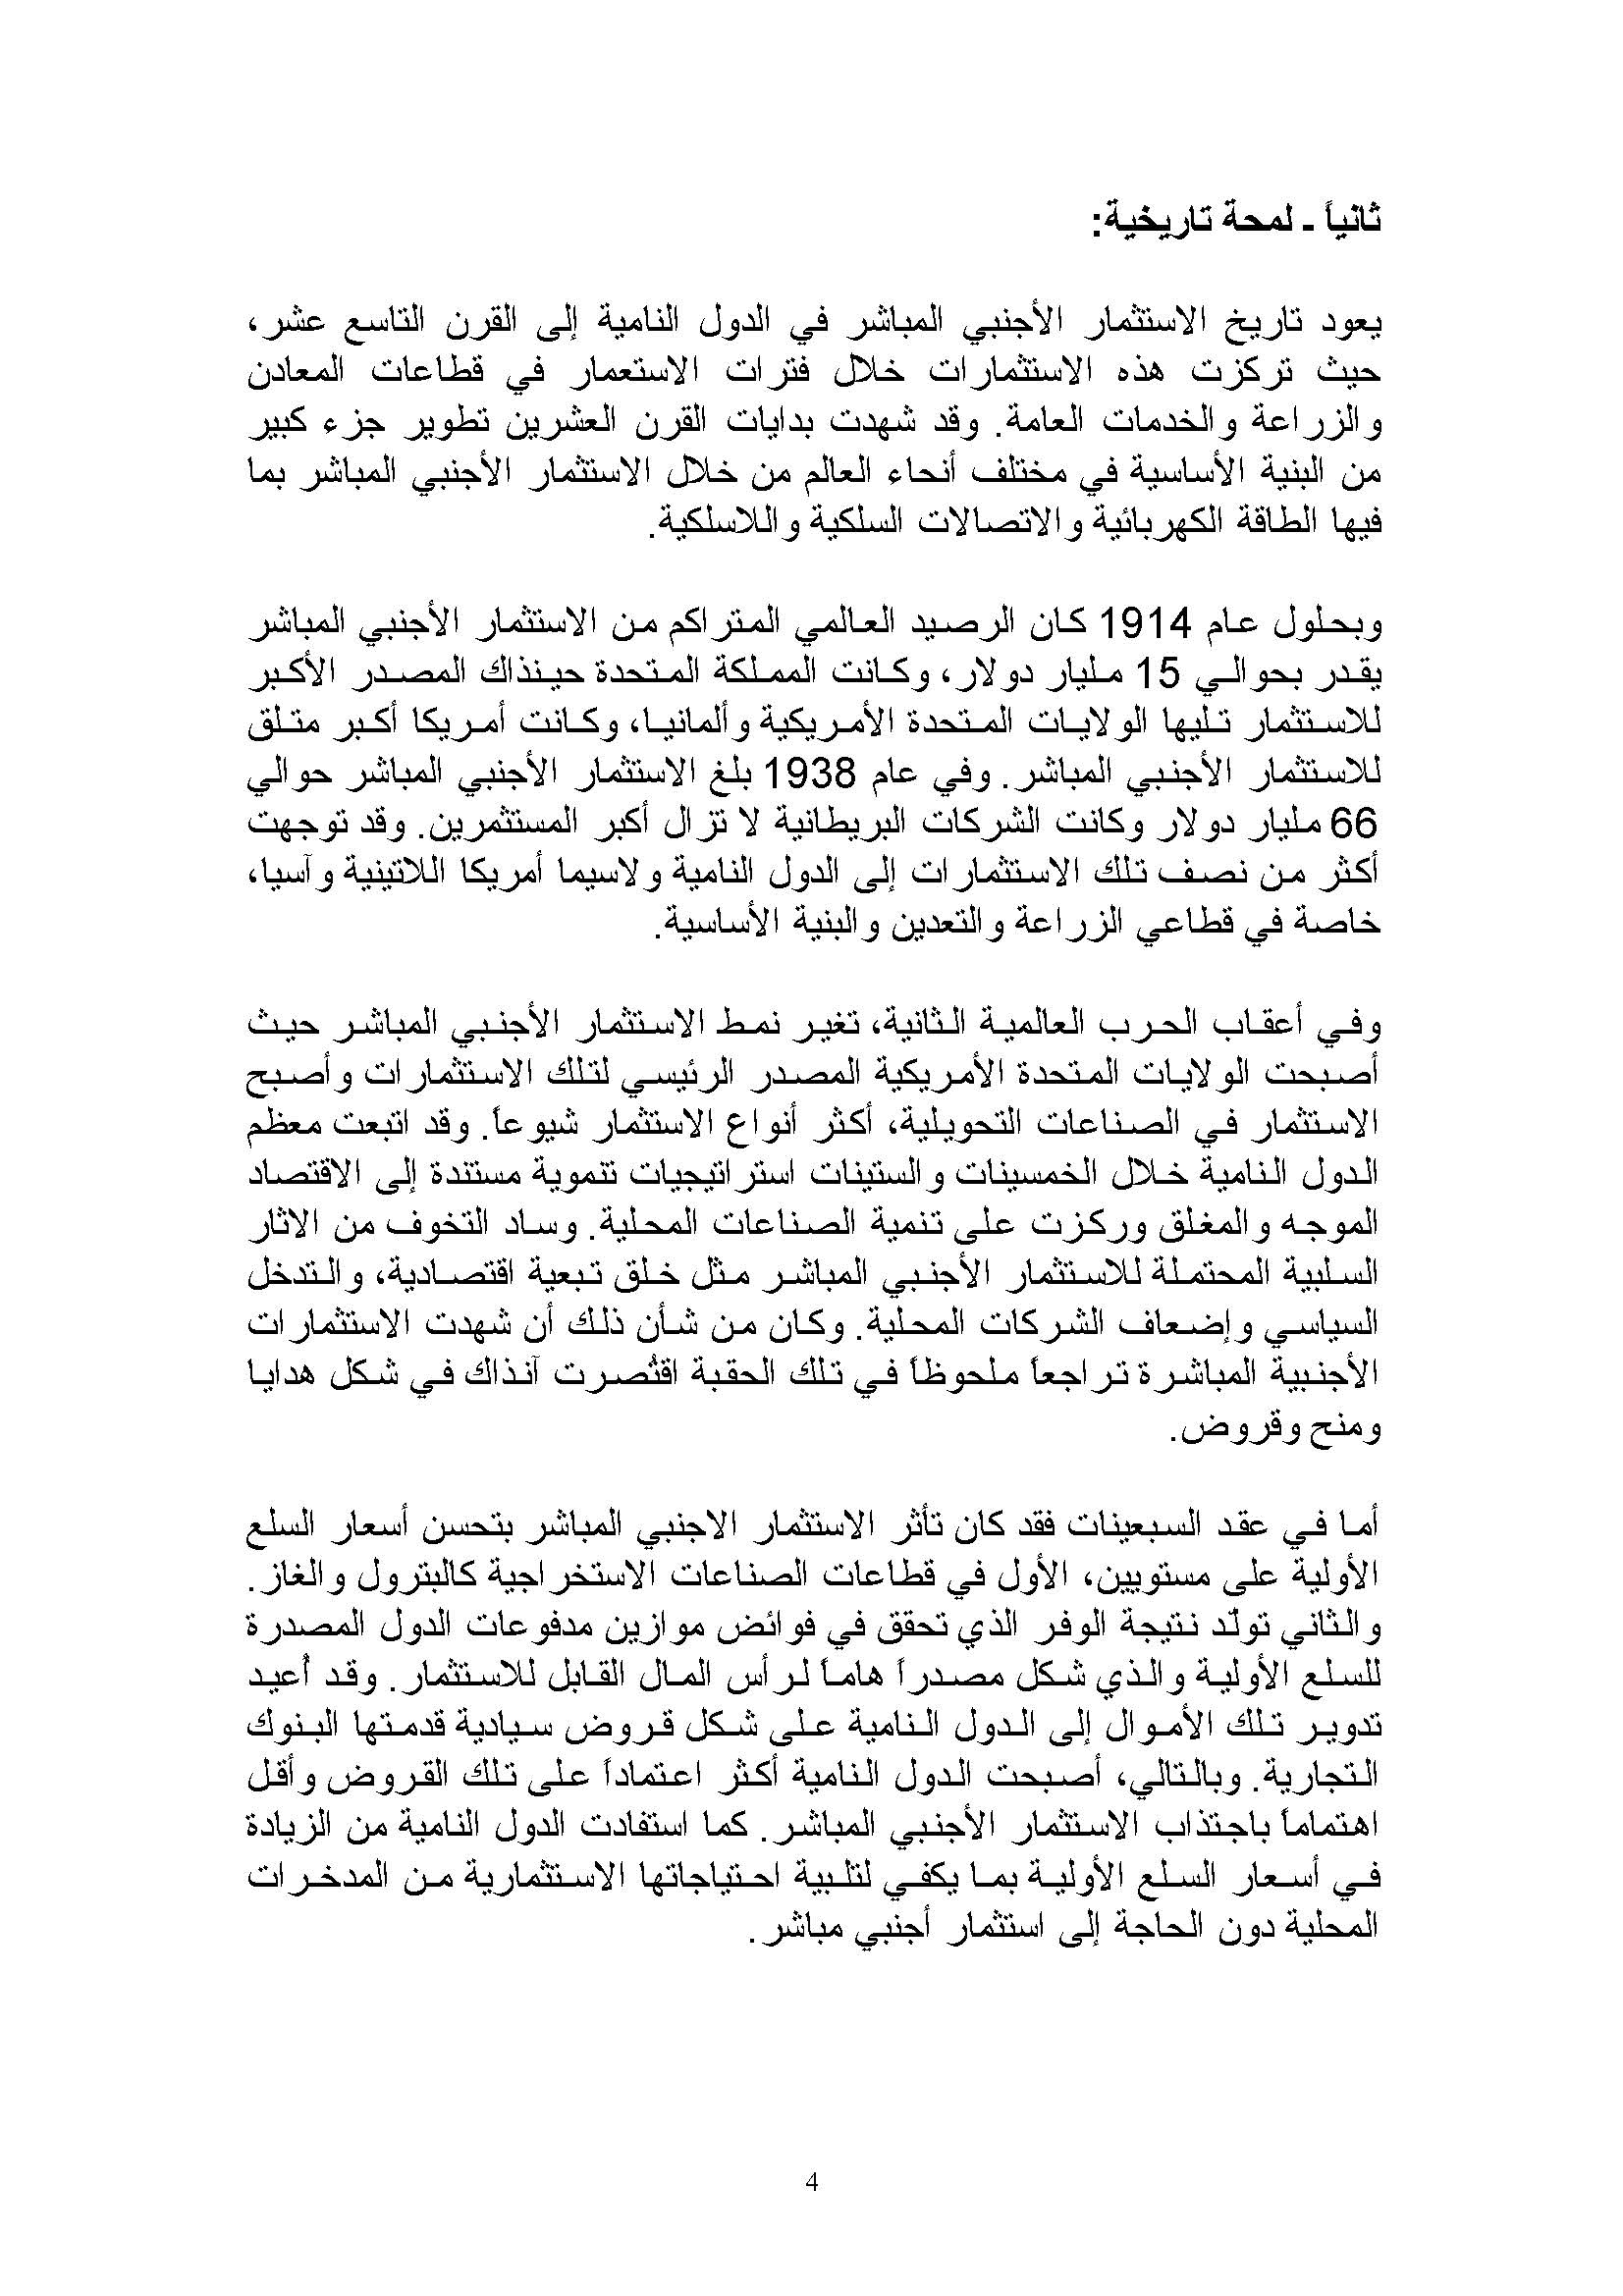 ثانياً ـ لمحة تاريخية:
يعود تاريخ الاستثمار الأجنبي المباشر في الدول النامية إلى القرن التاسع عشر،
حيث تركزت هذه الاستثمارات خلال فترات الاستعمار في قطاعات المعادن
والزراعة والخدمات العامة. وقد شهدت بدايات القرن العشرين تطوير جزء كبير
من البنية الأساسية في مختلف أنحاء العالم من خلال الاستثمار الأجنبي المباشر بما
فيها الطاقة الكهربائية والاتصالات السلكية واللاسلكية.
وبحلول عام 1914 كان الرصيد العالمي المتراكم من الاستثمار الأجنبي المباشر
يقدر بحوالي 15 مليار دولار، وكانت المملكة المتحدة حينذاك المصدر الأكبر
للاستثمار تليها الولايات المتحدة الأمريكية وألمانيا، وكانت أمريكا أكبر متلق
للاستثمار الأجنبي المباشر. وفي عام 1938 بلغ الاستثمار الأجنبي المباشر حوالي
66 مليار دولار وكانت الشركات البريطانية لا تزال أكبر المستثمرين. وقد توجهت
أكثر من نصف تلك الاستثمارات إلى الدول النامية ولاسيما أمريكا اللاتينية وآسيا،
خاصة في قطاعي الزراعة والتعدين والبنية الأساسية.
وفي أعقاب الحرب العالمية الثانية، تغير نمط الاستثمار الأجنبي المباشر حيث
أصبحت الولايات المتحدة الأمريكية المصدر الرئيسي لتلك الاستثمارات وأصبح
الاستثمار في الصناعات التحويلية، أكثر أنواع الاستثمار شيوعاً. وقد اتبعت معظم
الدول النامية خلال الخمسينات والستينات استراتيجيات تنموية مستندة إلى الاقتصاد
الموجه والمغلق وركزت على تنمية الصناعات المحلية. وساد التخوف من الاثار
السلبية المحتملة للاستثمار الأجنبي المباشر مثل خلق تبعية اقتصادية، والتدخل
السياسي وإضعاف الشركات المحلية. وكان من شأن ذلك أن شهدت الاستثمارات
الأجنبية المباشرة تراجعاً ملحوظاً في تلك الحقبة اقتُصرت آنذاك في شكل هدايا
ومنح وقروض.
أما في عقد السبعينات فقد كان تأثر الاستثمار الاجنبي المباشر بتحسن أسعار السلع
الأولية على مستويين، الأول في قطاعات الصناعات الاستخراجية كالبترول والغاز.
والثاني تولّد نتيجة الوفر الذي تحقق في فوائض موازين مدفوعات الدول المصدرة
للسلع الأولية والذي شكل مصدراً هاماً لرأس المال القابل للاستثمار. وقد أُعيد
تدوير تلك الأموال إلى الدول النامية على شكل قروض سيادية قدمتها البنوك
التجارية. وبالتالي، أصبحت الدول النامية أكثر اعتماداً على تلك القروض وأقل
اهتماماً باجتذاب الاستثمار الأجنبي المباشر. كما استفادت الدول النامية من الزيادة
في أسعار السلع الأولية بما يكفي لتلبية احتياجاتها الاستثمارية من المدخرات
المحلية دون الحاجة إلى استثمار أجنبي مباشر.
4